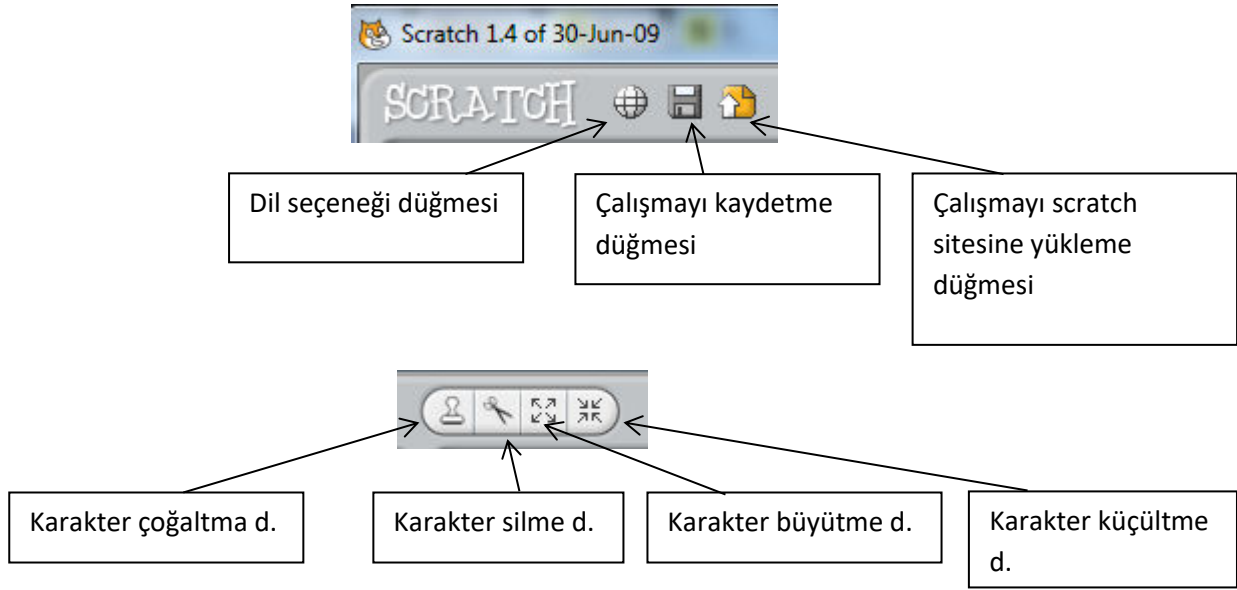 Scratch 1.4 of 30-Jun-09
SCRATCH
Dil seçeneği düğmesi
Çalışmayı kaydetme
düğmesi
Çalışmayı scratch
sitesine yükleme
düğmesi
Karakter çoğaltma d.
Karakter silme d.
Karakter büyütme d.
Karakter küçültme
d.